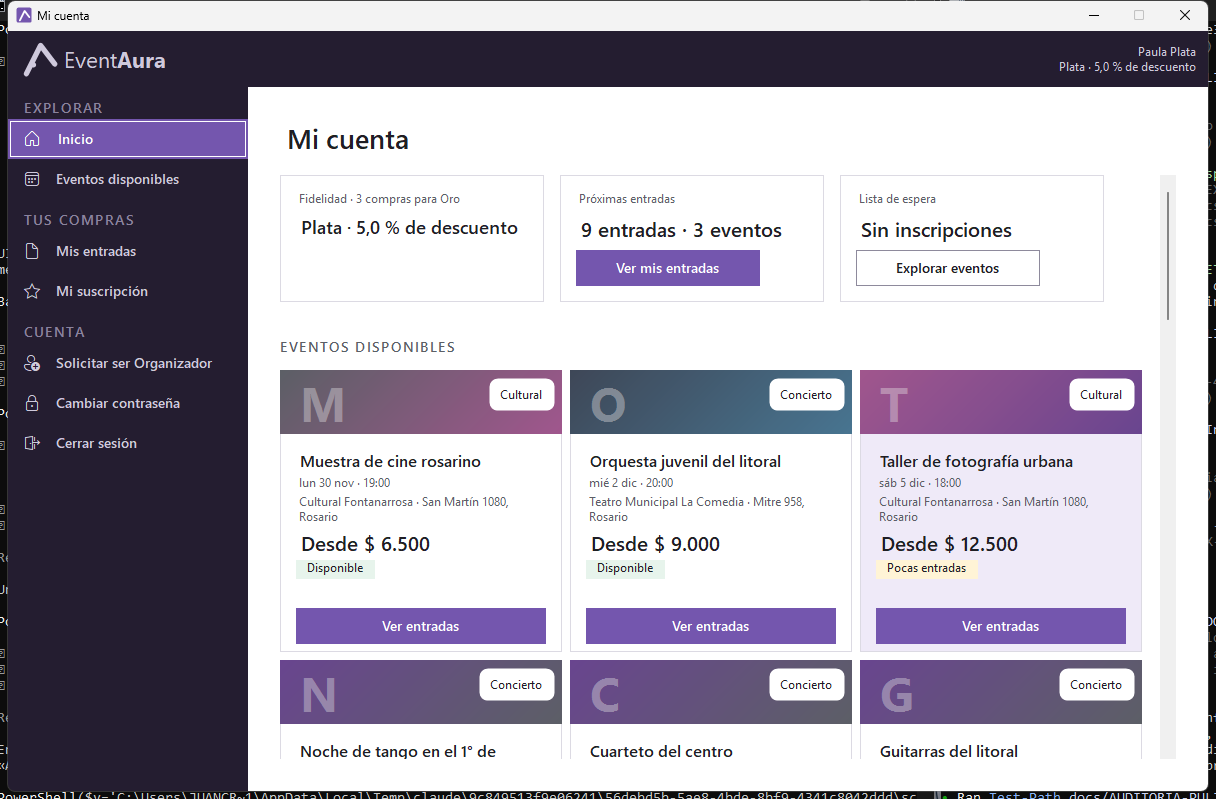 Mi cuenta
EventAura
Paula Plata
Plata · 5,0 % de descuento
EXPLORAR
Inicio
Eventos disponibles
TUS COMPRAS
Mis entradas
Mi suscripción
CUENTA
Solicitar ser Organizador
Cambiar contraseña
Cerrar sesión
Mi cuenta
Fidelidad · 3 compras para Oro
Plata · 5,0 % de descuento
Próximas entradas
9 entradas · 3 eventos
Ver mis entradas
Lista de espera
Sin inscripciones
Explorar eventos
EVENTOS DISPONIBLES
M
Cultural
Muestra de cine rosarino
lun 30 nov · 19:00
Cultural Fontanarrosa · San Martín 1080,
Rosario
Desde $ 6.500
Disponible
Ver entradas
O
Concierto
Orquesta juvenil del litoral
mié 2 dic · 20:00
Teatro Municipal La Comedia · Mitre 958,
Rosario
Desde $ 9.000
Disponible
Ver entradas
T
Cultural
Taller de fotografía urbana
sáb 5 dic · 18:00
Cultural Fontanarrosa · San Martín 1080,
Rosario
Desde $ 12.500
Pocas entradas
Ver entradas
N
Concierto
Noche de tango en el 1° de
C
Concierto
Cuarteto del centro
G
Concierto
Guitarras del litoral